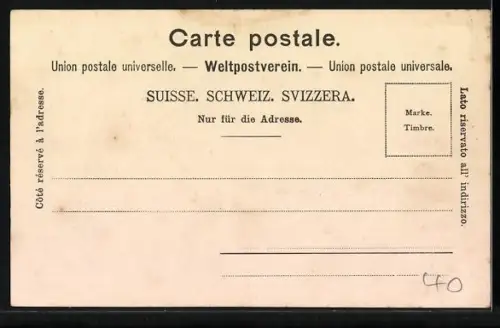 Carte postale.
Union postale universelle. — Weltpostverein. — Union postale universale.
SUISSE. SCHWEIZ. SVIZZERA.
Nur für die Adresse.
Marke.
Timbre.
Côté réservé à l'adresse.
Lato riservato all' indirizzo.
40